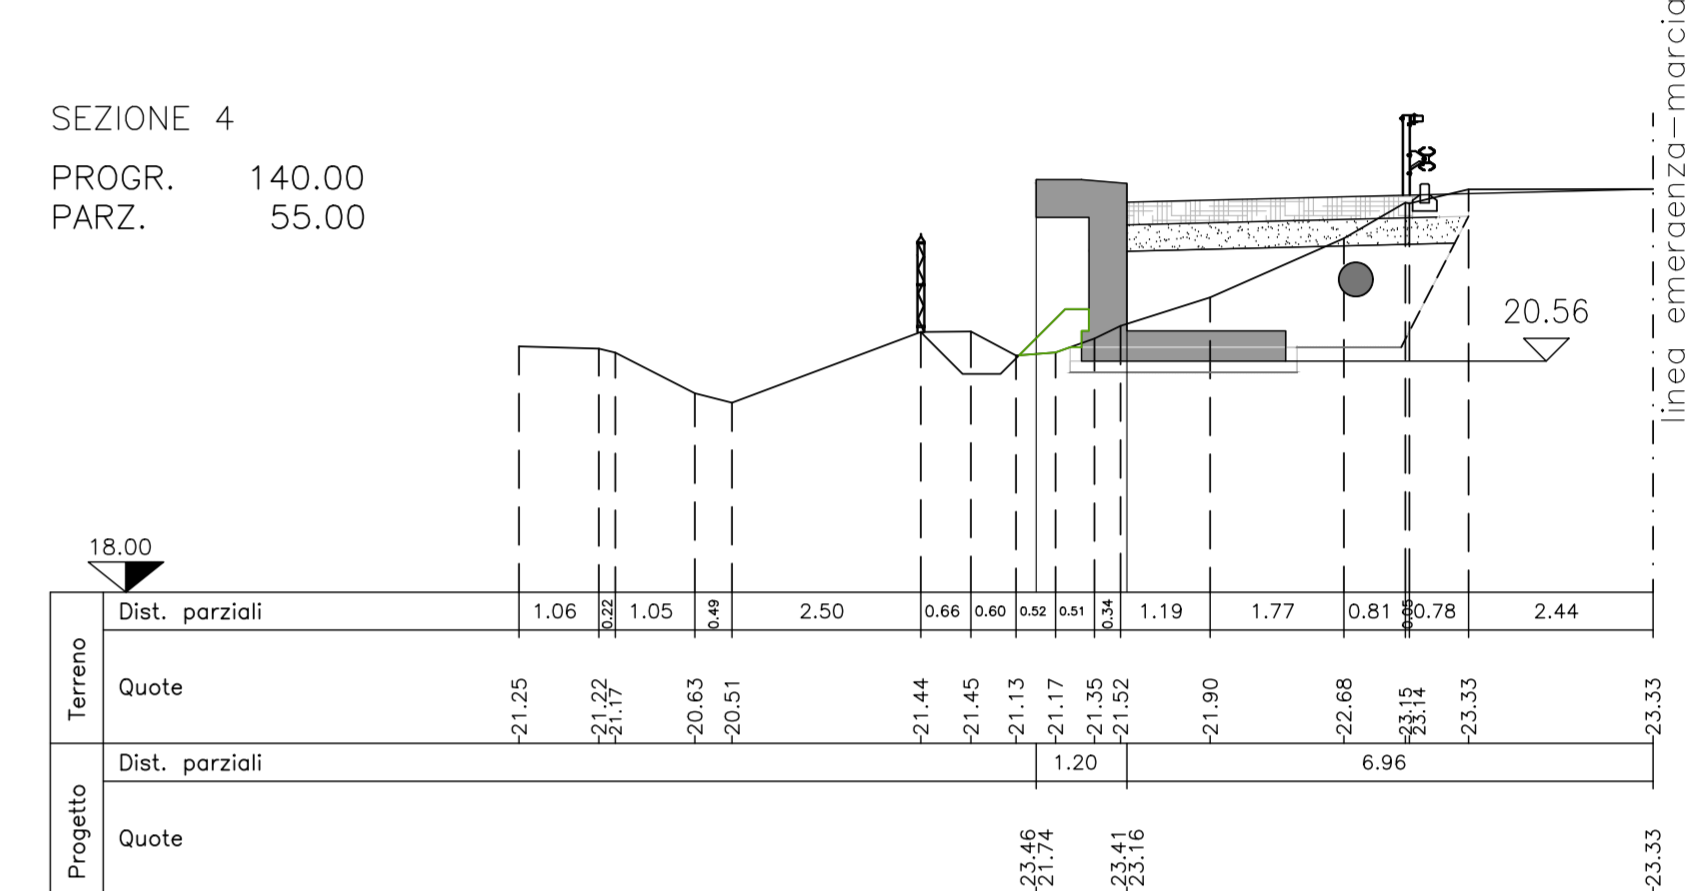 SEZIONE 4
PROGR. 140.00
PARZ. 55.00
linea emergenza-marcia
20.56
18.00
Terreno
Dist. parziali 1.06 0.22 1.05 0.49 2.50 0.66 0.60 0.52 0.51 0.34 1.19 1.77 0.81 0.05 0.78 2.44
Quote 21.25 21.22 21.17 20.63 20.51 21.44 21.45 21.13 21.17 21.35 21.52 21.90 22.68 23.15 23.14 23.33 23.33
Progetto
Dist. parziali 1.20 6.96
Quote 23.46 21.74 23.41 23.16 23.33